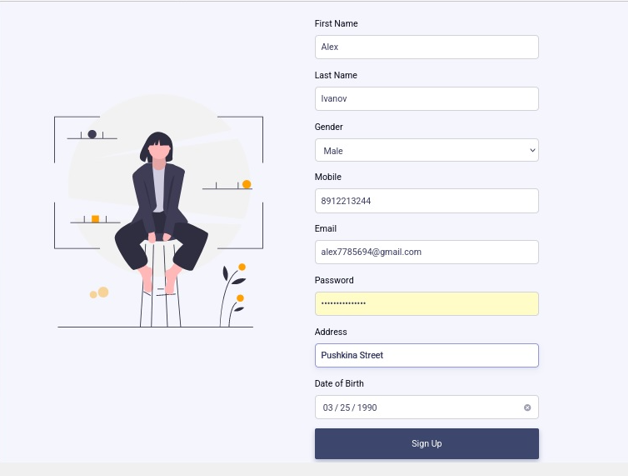 First Name
Alex
Last Name
Ivanov
Gender
Male
Mobile
8912213244
Email
alex7785694@gmail.com
Password
•••••••••••••••
Address
Pushkina Street
Date of Birth
03 / 25 / 1990
Sign Up